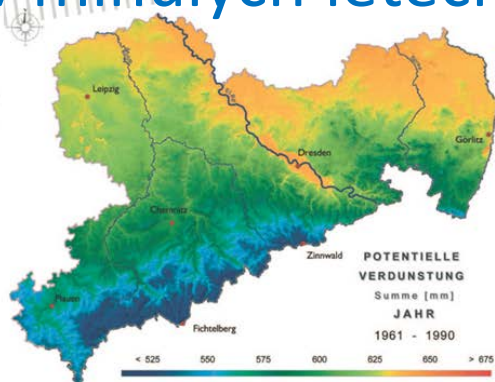 Leipzig
Elbe
Dresden
Görlitz
Chemnitz
Zinnwald
Plauen
Fichtelberg
POTENTIELLE
VERDUNSTUNG
Summe [mm]
JAHR
1961 - 1990
< 525 550 575 600 625 650 > 675